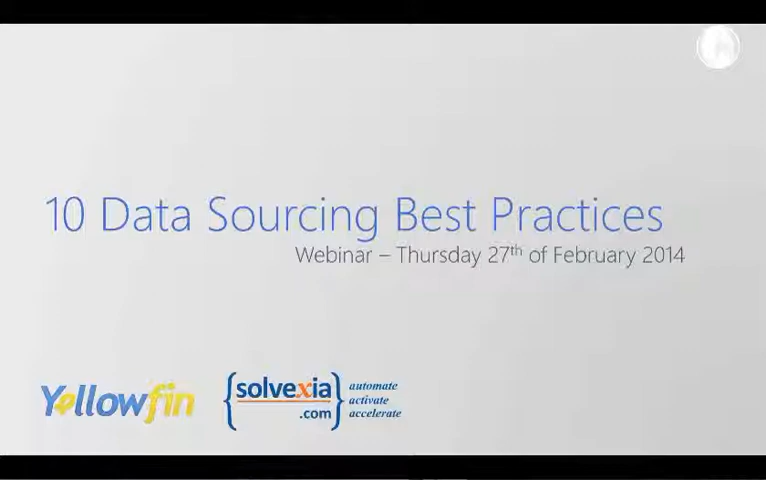 10 Data Sourcing Best Practices
Webinar – Thursday 27th of February 2014
Yellowfin
solvexia
.com
automate
activate
accelerate